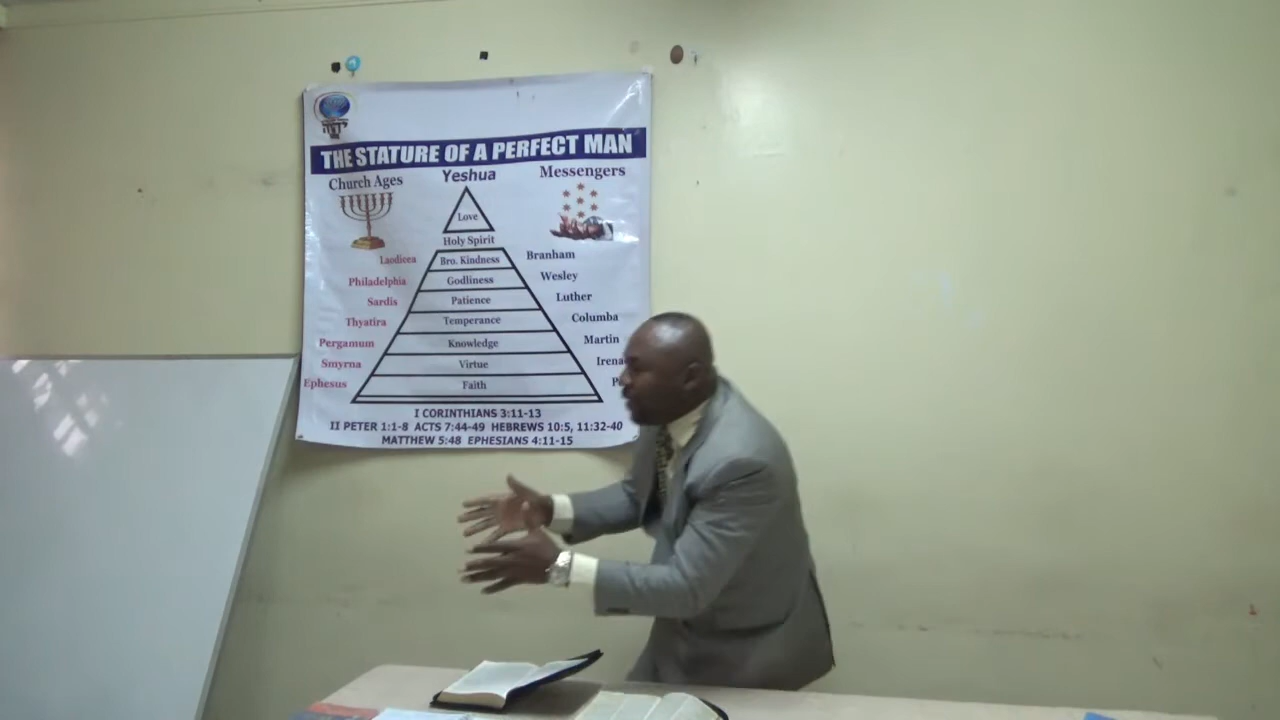 THE STATURE OF A PERFECT MAN
Church Ages Yeshua Messengers
Love
Holy Spirit
Laodicea Bro. Kindness Branham
Philadelphia Godliness Wesley
Sardis Patience Luther
Thyatira Temperance Columba
Pergamum Knowledge Martin
Smyrna Virtue
Ephesus Faith
I CORINTHIANS 3:11-13
II PETER 1:1-8 ACTS 7:44-49 HEBREWS 10:5, 11:32-40
MATTHEW 5:48 EPHESIANS 4:11-15